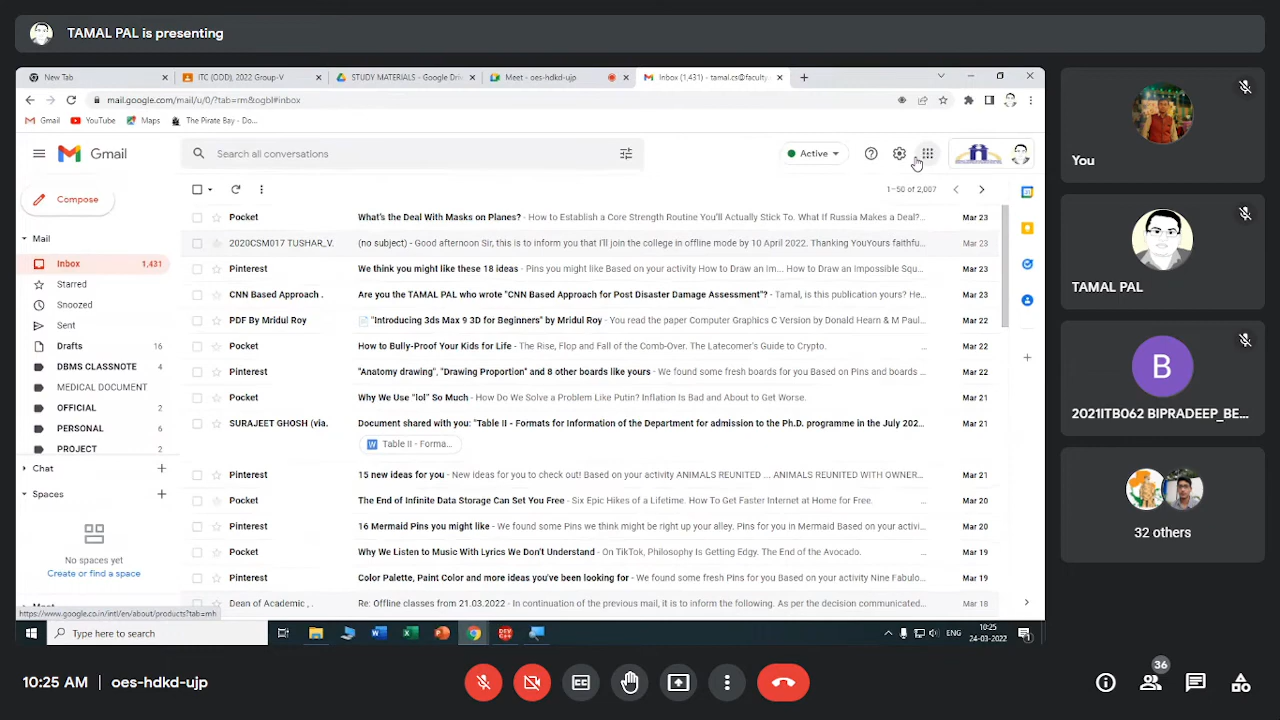 TAMAL PAL is presenting
New Tab
ITC (ODD), 2022 Group-V
STUDY MATERIALS - Google Dri
Meet - oes-hdkd-ujp
Inbox (1,431) - tamal.cs@faculty.
mail.google.com/mail/u/0/?tab=rm&ogbl#inbox
Gmail YouTube Maps The Pirate Bay - Do...
Gmail
Search all conversations
Active
Compose
1–50 of 2,007
Mail
Inbox 1,431
Starred
Snoozed
Sent
Drafts 16
DBMS CLASSNOTE 4
MEDICAL DOCUMENT
OFFICIAL 2
PERSONAL 6
PROJECT 2
Chat
Spaces
No spaces yet
Create or find a space
Pocket What's the Deal With Masks on Planes? - How to Establish a Core Strength Routine You'll Actually Stick To. What If Russia Makes a Deal?... Mar 23
2020CSM017 TUSHAR_V. (no subject) - Good afternoon Sir, this is to inform you that I'll join the college in offline mode by 10 April 2022. Thanking YouYours faithfu... Mar 23
Pinterest We think you might like these 18 ideas - Pins you might like Based on your activity How to Draw an Im... How to Draw an Impossible Squ... Mar 23
CNN Based Approach . Are you the TAMAL PAL who wrote "CNN Based Approach for Post Disaster Damage Assessment"? - Tamal, is this publication yours? He... Mar 23
PDF By Mridul Roy "Introducing 3ds Max 9 3D for Beginners" by Mridul Roy - You read the paper Computer Graphics C Version by Donald Hearn & M Paul... Mar 22
Pocket How to Bully-Proof Your Kids for Life - The Rise, Flop and Fall of the Comb-Over. The Latecomer's Guide to Crypto. ... Mar 22
Pinterest "Anatomy drawing", "Drawing Proportion" and 8 other boards like yours - We found some fresh boards for you Based on Pins and boards ... Mar 22
Pocket Why We Use "lol" So Much - How Do We Solve a Problem Like Putin? Inflation Is Bad and About to Get Worse. Mar 21
SURAJEET GHOSH (via. Document shared with you: "Table II - Formats for Information of the Department for admission to the Ph.D. programme in the July 202... Mar 21
Table II - Forma...
Pinterest 15 new ideas for you - New ideas for you to check out! Based on your activity ANIMALS REUNITED ... ANIMALS REUNITED WITH OWNER... Mar 21
Pocket The End of Infinite Data Storage Can Set You Free - Six Epic Hikes of a Lifetime. How To Get Faster Internet at Home for Free. ... Mar 20
Pinterest 16 Mermaid Pins you might like - We found some Pins we think might be right up your alley. Pins for you in Mermaid Based on your activi... Mar 20
Pocket Why We Listen to Music With Lyrics We Don't Understand - On TikTok, Philosophy Is Getting Edgy. The End of the Avocado. ... Mar 19
Pinterest Color Palette, Paint Color and more ideas you've been looking for - We found some fresh Pins for you Based on your activity Nine Fabulo... Mar 19
Dean of Academic , . Re: Offline classes from 21.03.2022 - In continuation of the previous mail, it is to inform the following. As per the decision communicated... Mar 18
https://www.google.co.in/intl/en/about/products?tab=mh
Type here to search
ENG
10:25
24-03-2022
You
TAMAL PAL
B
2021ITB062 BIPRADEEP_BE...
32 others
10:25 AM | oes-hdkd-ujp
36